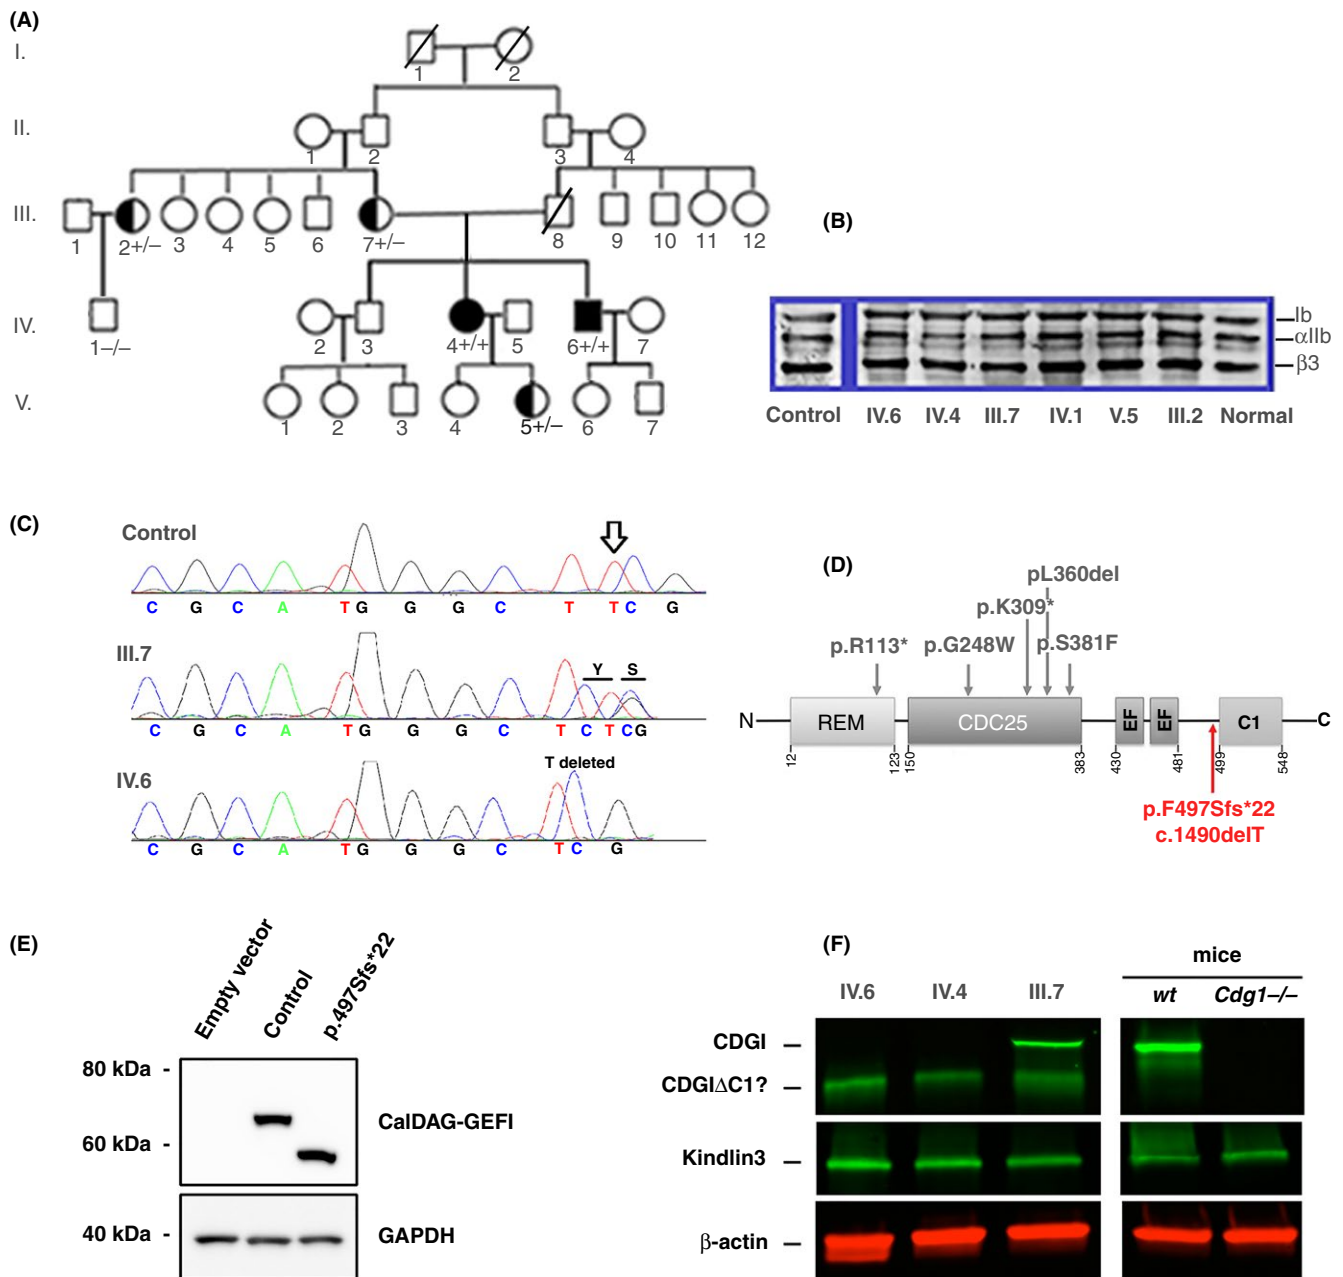 (A)
I.
1 2
II.
1 2 3 4
III.
1 2+/– 3 4 5 6 7+/– 8 9 10 11 12
IV.
1–/– 2 3 4+/+ 5 6+/+ 7
V.
1 2 3 4 5+/– 6 7
(B)
Ib
αIIb
β3
Control IV.6 IV.4 III.7 IV.1 V.5 III.2 Normal
(C)
Control
C G C A T G G G C T T C G
III.7
Y S
C G C A T G G G C T C T C G
IV.6
T deleted
C G C A T G G G C T C G
(D)
pL360del
p.K309*
p.R113* p.G248W p.S381F
N REM CDC25 EF EF C1 C
12 123 150 383 430 481 499 548
p.F497Sfs*22
c.1490delT
(E)
Empty vector
Control
p.497Sfs*22
80 kDa -
60 kDa -
CalDAG-GEFI
40 kDa -
GAPDH
(F)
mice
IV.6 IV.4 III.7 wt Cdg1–/–
CDGI
CDGIΔC1?
Kindlin3
β-actin